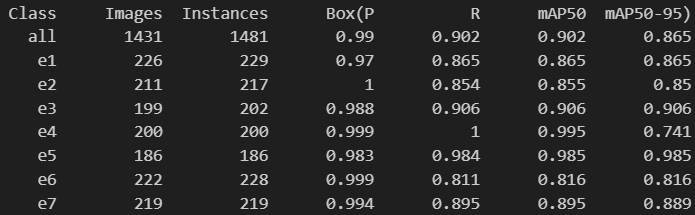 Class Images Instances Box(P R mAP50 mAP50-95)
all 1431 1481 0.99 0.902 0.902 0.865
e1 226 229 0.97 0.865 0.865 0.865
e2 211 217 1 0.854 0.855 0.85
e3 199 202 0.988 0.906 0.906 0.906
e4 200 200 0.999 1 0.995 0.741
e5 186 186 0.983 0.984 0.985 0.985
e6 222 228 0.999 0.811 0.816 0.816
e7 219 219 0.994 0.895 0.895 0.889